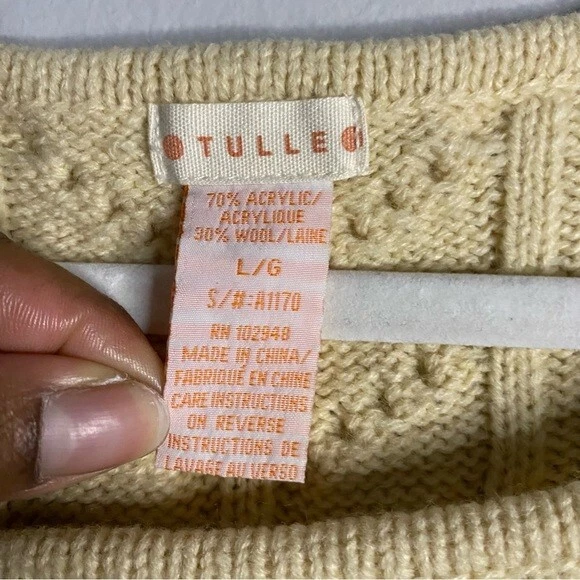 TULLE
70% ACRYLIC/
ACRYLIQUE
30% WOOL/LAINE
L/G
S/#:A1170
RN 102948
MADE IN CHINA/
FABRIQUE EN CHINE
CARE INSTRUCTIONS
ON REVERSE
INSTRUCTIONS DE
LAVAGE AU VERSO